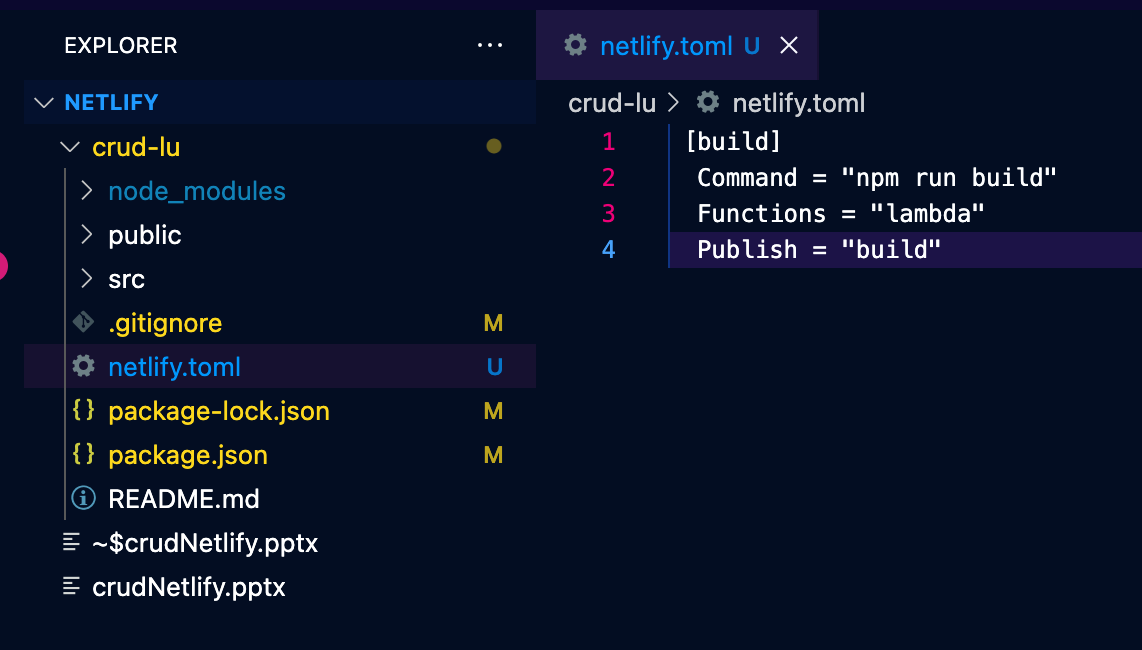 EXPLORER ...
NETLIFY
crud-lu
node_modules
public
src
.gitignore M
netlify.toml U
package-lock.json M
package.json M
README.md
~$crudNetlify.pptx
crudNetlify.pptx
netlify.toml U
crud-lu > netlify.toml
1 [build]
2 Command = "npm run build"
3 Functions = "lambda"
4 Publish = "build"